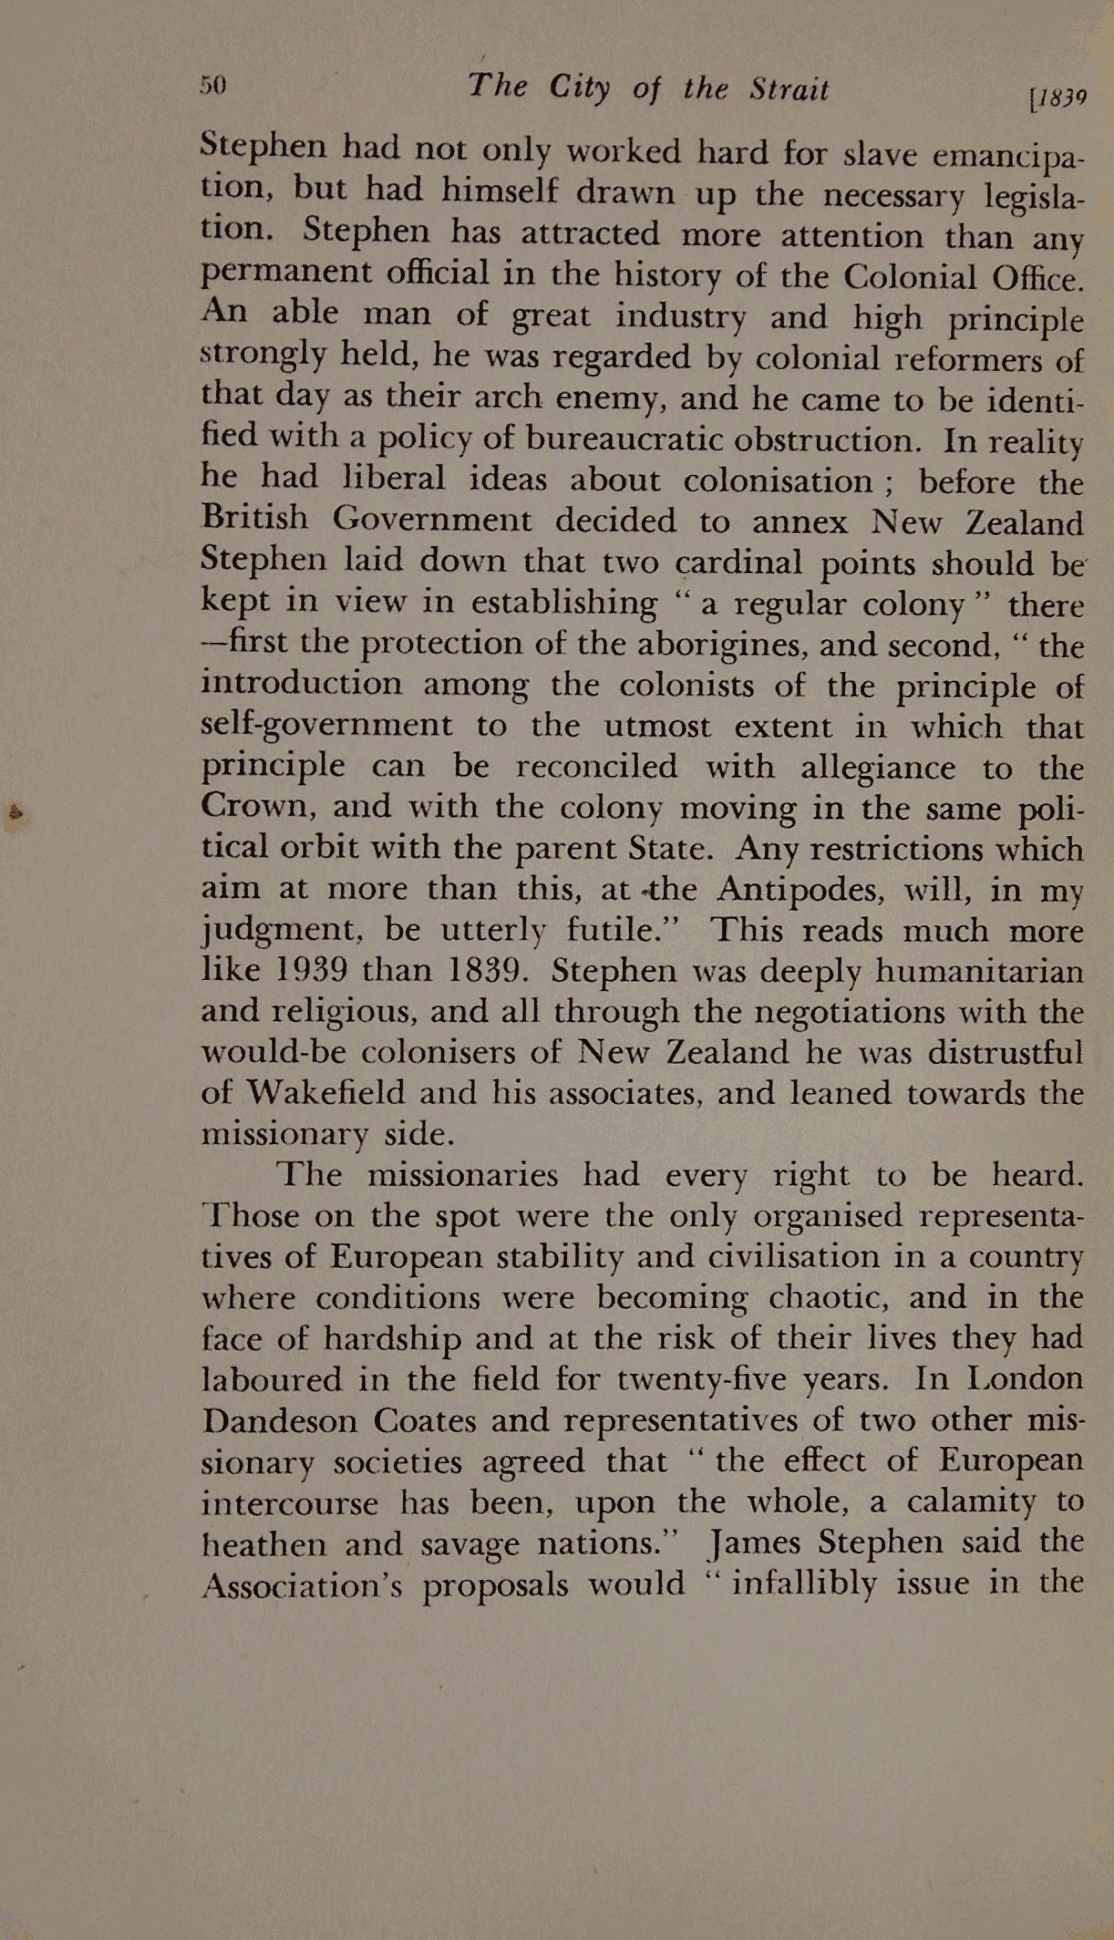 50 The City of the Strait [1839
Stephen had not only worked hard for slave emancipa-
tion, but had himself drawn up the necessary legisla-
tion. Stephen has attracted more attention than any
permanent official in the history of the Colonial Office.
An able man of great industry and high principle
strongly held, he was regarded by colonial reformers of
that day as their arch enemy, and he came to be identi-
fied with a policy of bureaucratic obstruction. In reality
he had liberal ideas about colonisation ; before the
British Government decided to annex New Zealand
Stephen laid down that two cardinal points should be
kept in view in establishing “ a regular colony ” there
—first the protection of the aborigines, and second, “ the
introduction among the colonists of the principle of
self-government to the utmost extent in which that
principle can be reconciled with allegiance to the
Crown, and with the colony moving in the same poli-
tical orbit with the parent State. Any restrictions which
aim at more than this, at the Antipodes, will, in my
judgment, be utterly futile.” This reads much more
like 1939 than 1839. Stephen was deeply humanitarian
and religious, and all through the negotiations with the
would-be colonisers of New Zealand he was distrustful
of Wakefield and his associates, and leaned towards the
missionary side.
The missionaries had every right to be heard.
Those on the spot were the only organised representa-
tives of European stability and civilisation in a country
where conditions were becoming chaotic, and in the
face of hardship and at the risk of their lives they had
laboured in the field for twenty-five years. In London
Dandeson Coates and representatives of two other mis-
sionary societies agreed that “ the effect of European
intercourse has been, upon the whole, a calamity to
heathen and savage nations.” James Stephen said the
Association’s proposals would “ infallibly issue in the